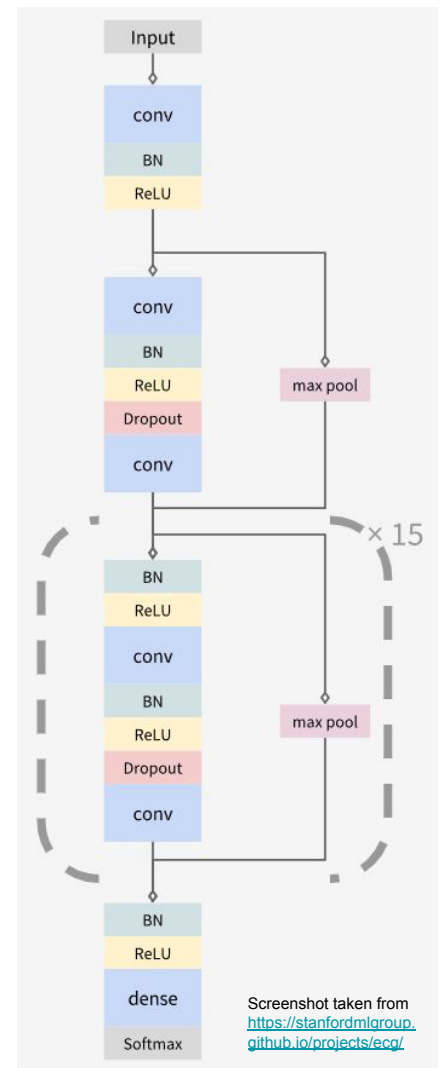 Input
conv
BN
ReLU
conv
BN
ReLU
Dropout
conv
max pool
× 15
BN
ReLU
conv
BN
ReLU
Dropout
conv
max pool
BN
ReLU
dense
Softmax
Screenshot taken from
https://stanfordmlgroup.
github.io/projects/ecg/